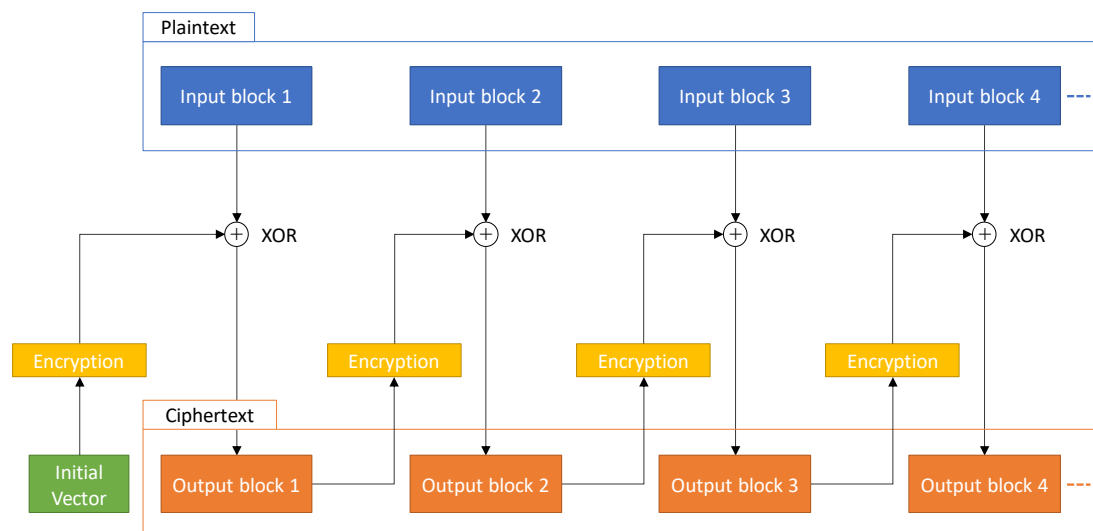 Plaintext
Input block 1
Input block 2
Input block 3
Input block 4
XOR
XOR
XOR
XOR
Encryption
Encryption
Encryption
Encryption
Ciphertext
Initial
Vector
Output block 1
Output block 2
Output block 3
Output block 4